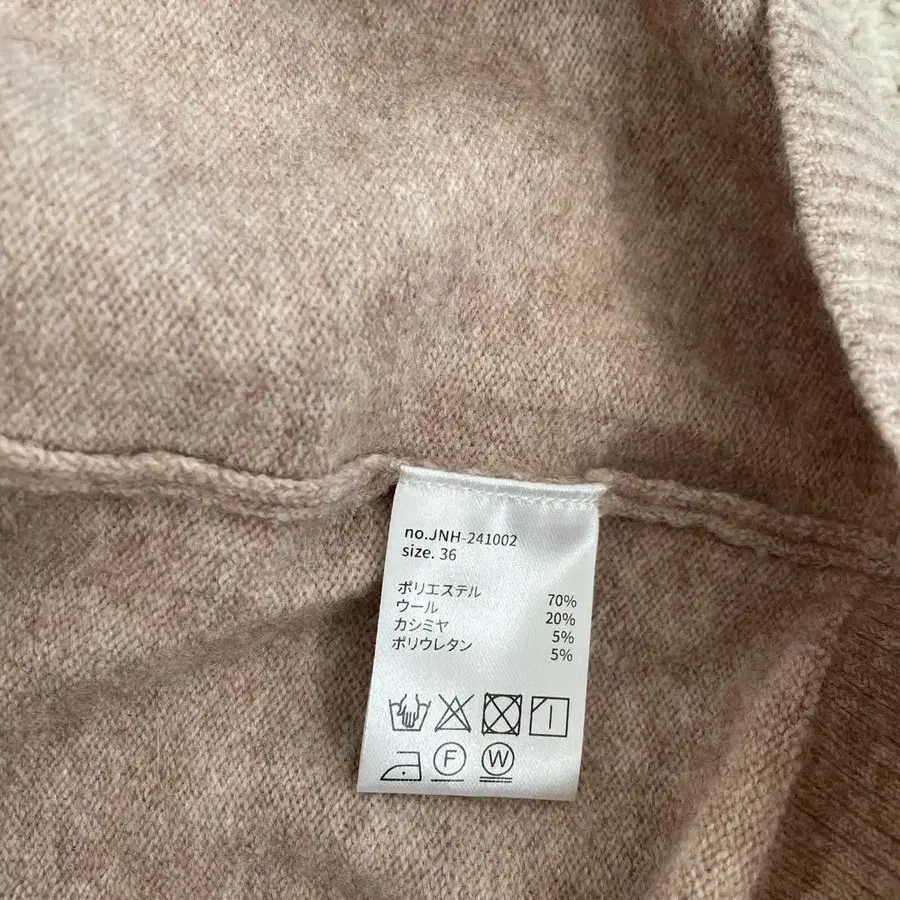 no.JNH-241002
size. 36
ポリエステル 70%
ウール 20%
カシミヤ 5%
ポリウレタン 5%
F W